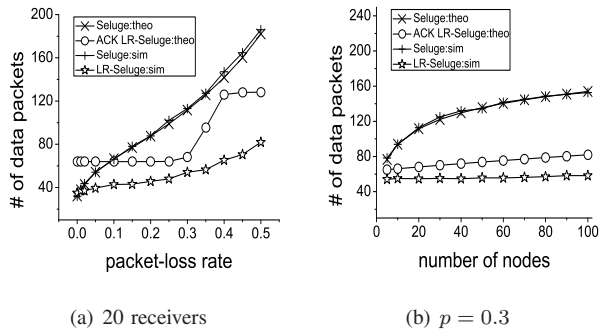 Seluge:theo
ACK LR-Seluge:theo
Seluge:sim
LR-Seluge:sim
# of data packets
200
160
120
80
40
0.0 0.1 0.2 0.3 0.4 0.5
packet-loss rate
(a) 20 receivers
Seluge:theo
ACK LR-Seluge:theo
Seluge:sim
LR-Seluge:sim
# of data packets
240
200
160
120
80
40
0 20 40 60 80 100
number of nodes
(b) p = 0.3